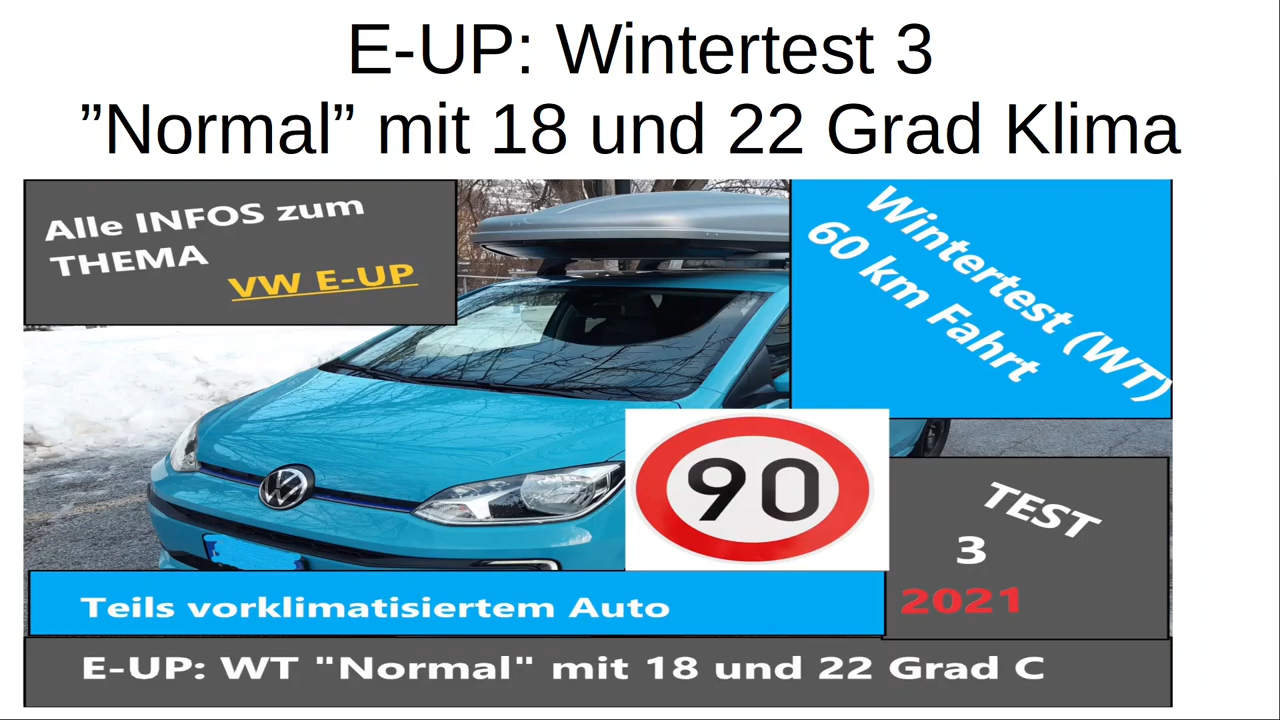 E-UP: Wintertest 3
”Normal” mit 18 und 22 Grad Klima
Alle INFOS zum
THEMA
VW E-UP
Wintertest (WT)
60 km Fahrt
90
TEST
3
2021
Teils vorklimatisiertem Auto
E-UP: WT "Normal" mit 18 und 22 Grad C